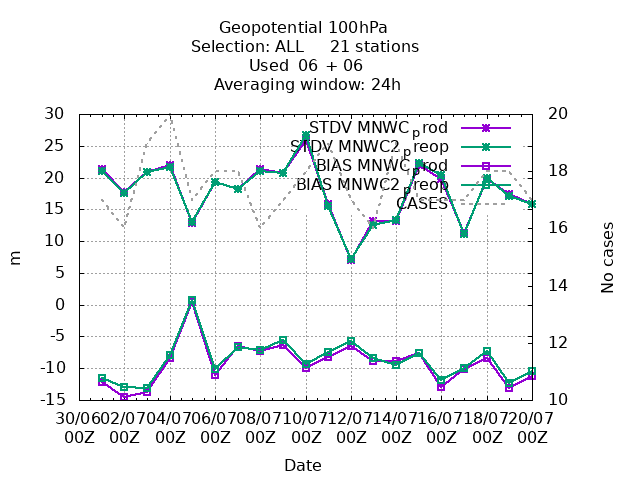 Geopotential 100hPa
Selection: ALL     21 stations
Used  06 + 06
Averaging window: 24h
30
25
20
15
10
5
0
-5
-10
-15
m
20
18
16
14
12
10
No cases
STDV MNWC_prod
STDV MNWC2_preop
BIAS MNWC_prod
BIAS MNWC2_preop
CASES
30/06 02/07 04/07 06/07 08/07 10/07 12/07 14/07 16/07 18/07 20/07
00Z 00Z 00Z 00Z 00Z 00Z 00Z 00Z 00Z 00Z 00Z
Date